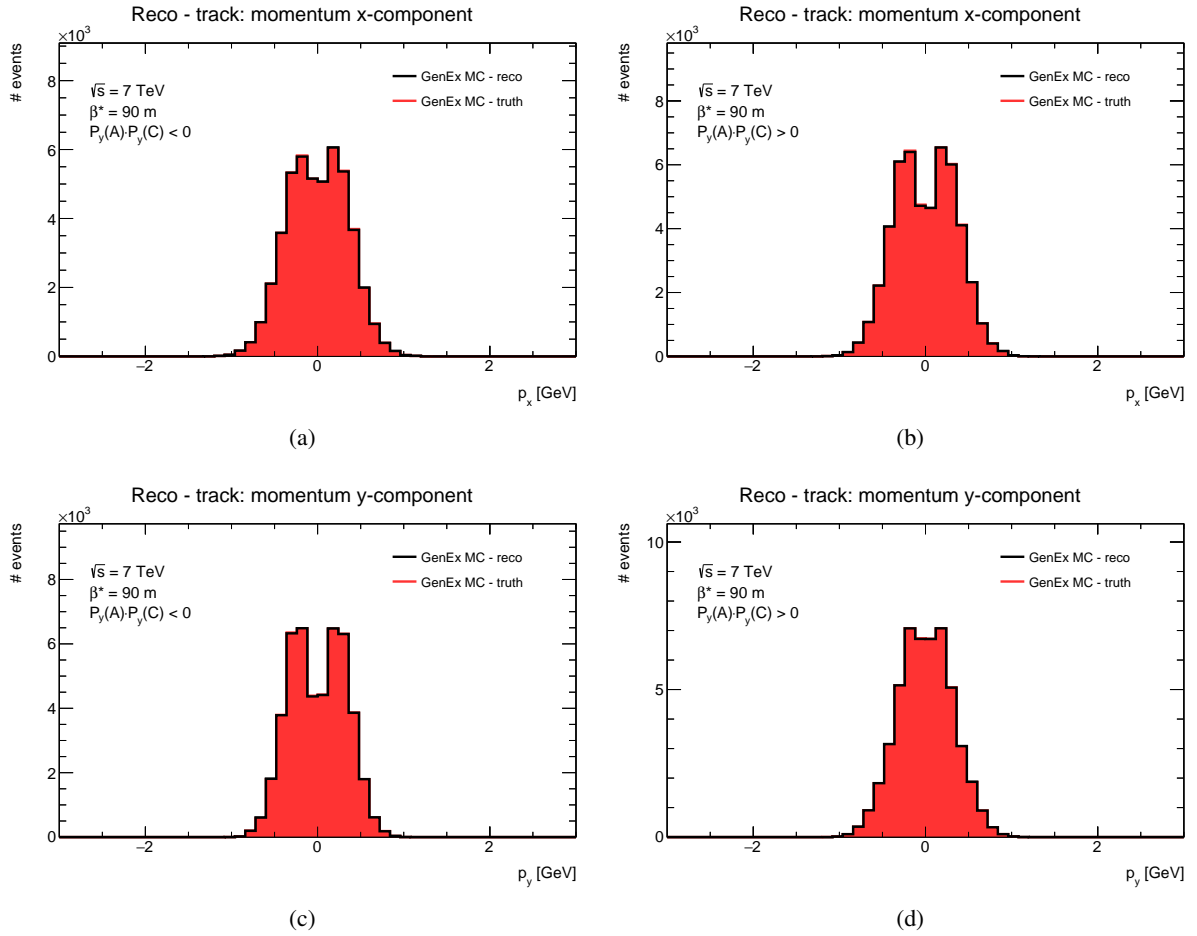 Reco - track: momentum x-component
×10³
# events
8
6
4
2
0
√s = 7 TeV
β* = 90 m
P_y(A)·P_y(C) < 0
GenEx MC - reco
GenEx MC - truth
−2 0 2
p_x [GeV]
(a)
Reco - track: momentum x-component
×10³
# events
8
6
4
2
0
√s = 7 TeV
β* = 90 m
P_y(A)·P_y(C) > 0
GenEx MC - reco
GenEx MC - truth
−2 0 2
p_x [GeV]
(b)
Reco - track: momentum y-component
×10³
# events
8
6
4
2
0
√s = 7 TeV
β* = 90 m
P_y(A)·P_y(C) < 0
GenEx MC - reco
GenEx MC - truth
−2 0 2
p_y [GeV]
(c)
Reco - track: momentum y-component
×10³
# events
10
5
0
√s = 7 TeV
β* = 90 m
P_y(A)·P_y(C) > 0
GenEx MC - reco
GenEx MC - truth
−2 0 2
p_y [GeV]
(d)